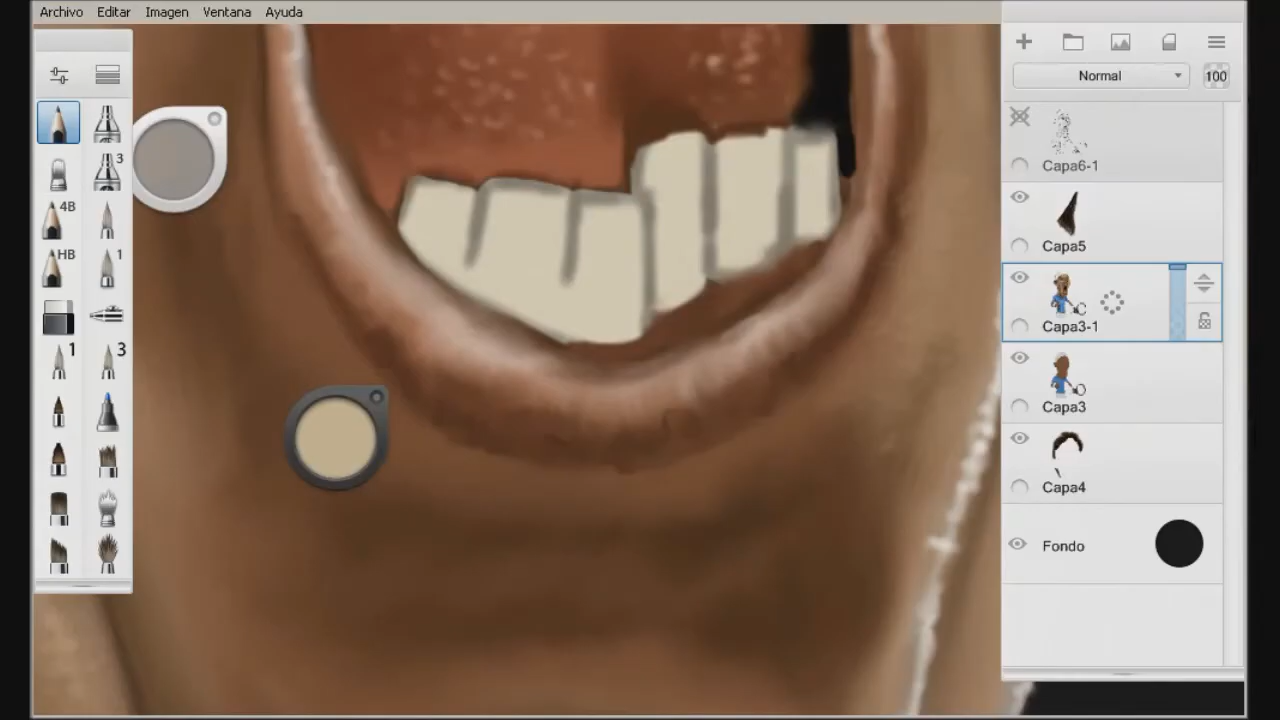 Archivo Editar Imagen Ventana Ayuda
Normal 100
3
4B
HB 1
1 3
Capa6-1
Capa5
Capa3-1
Capa3
Capa4
Fondo